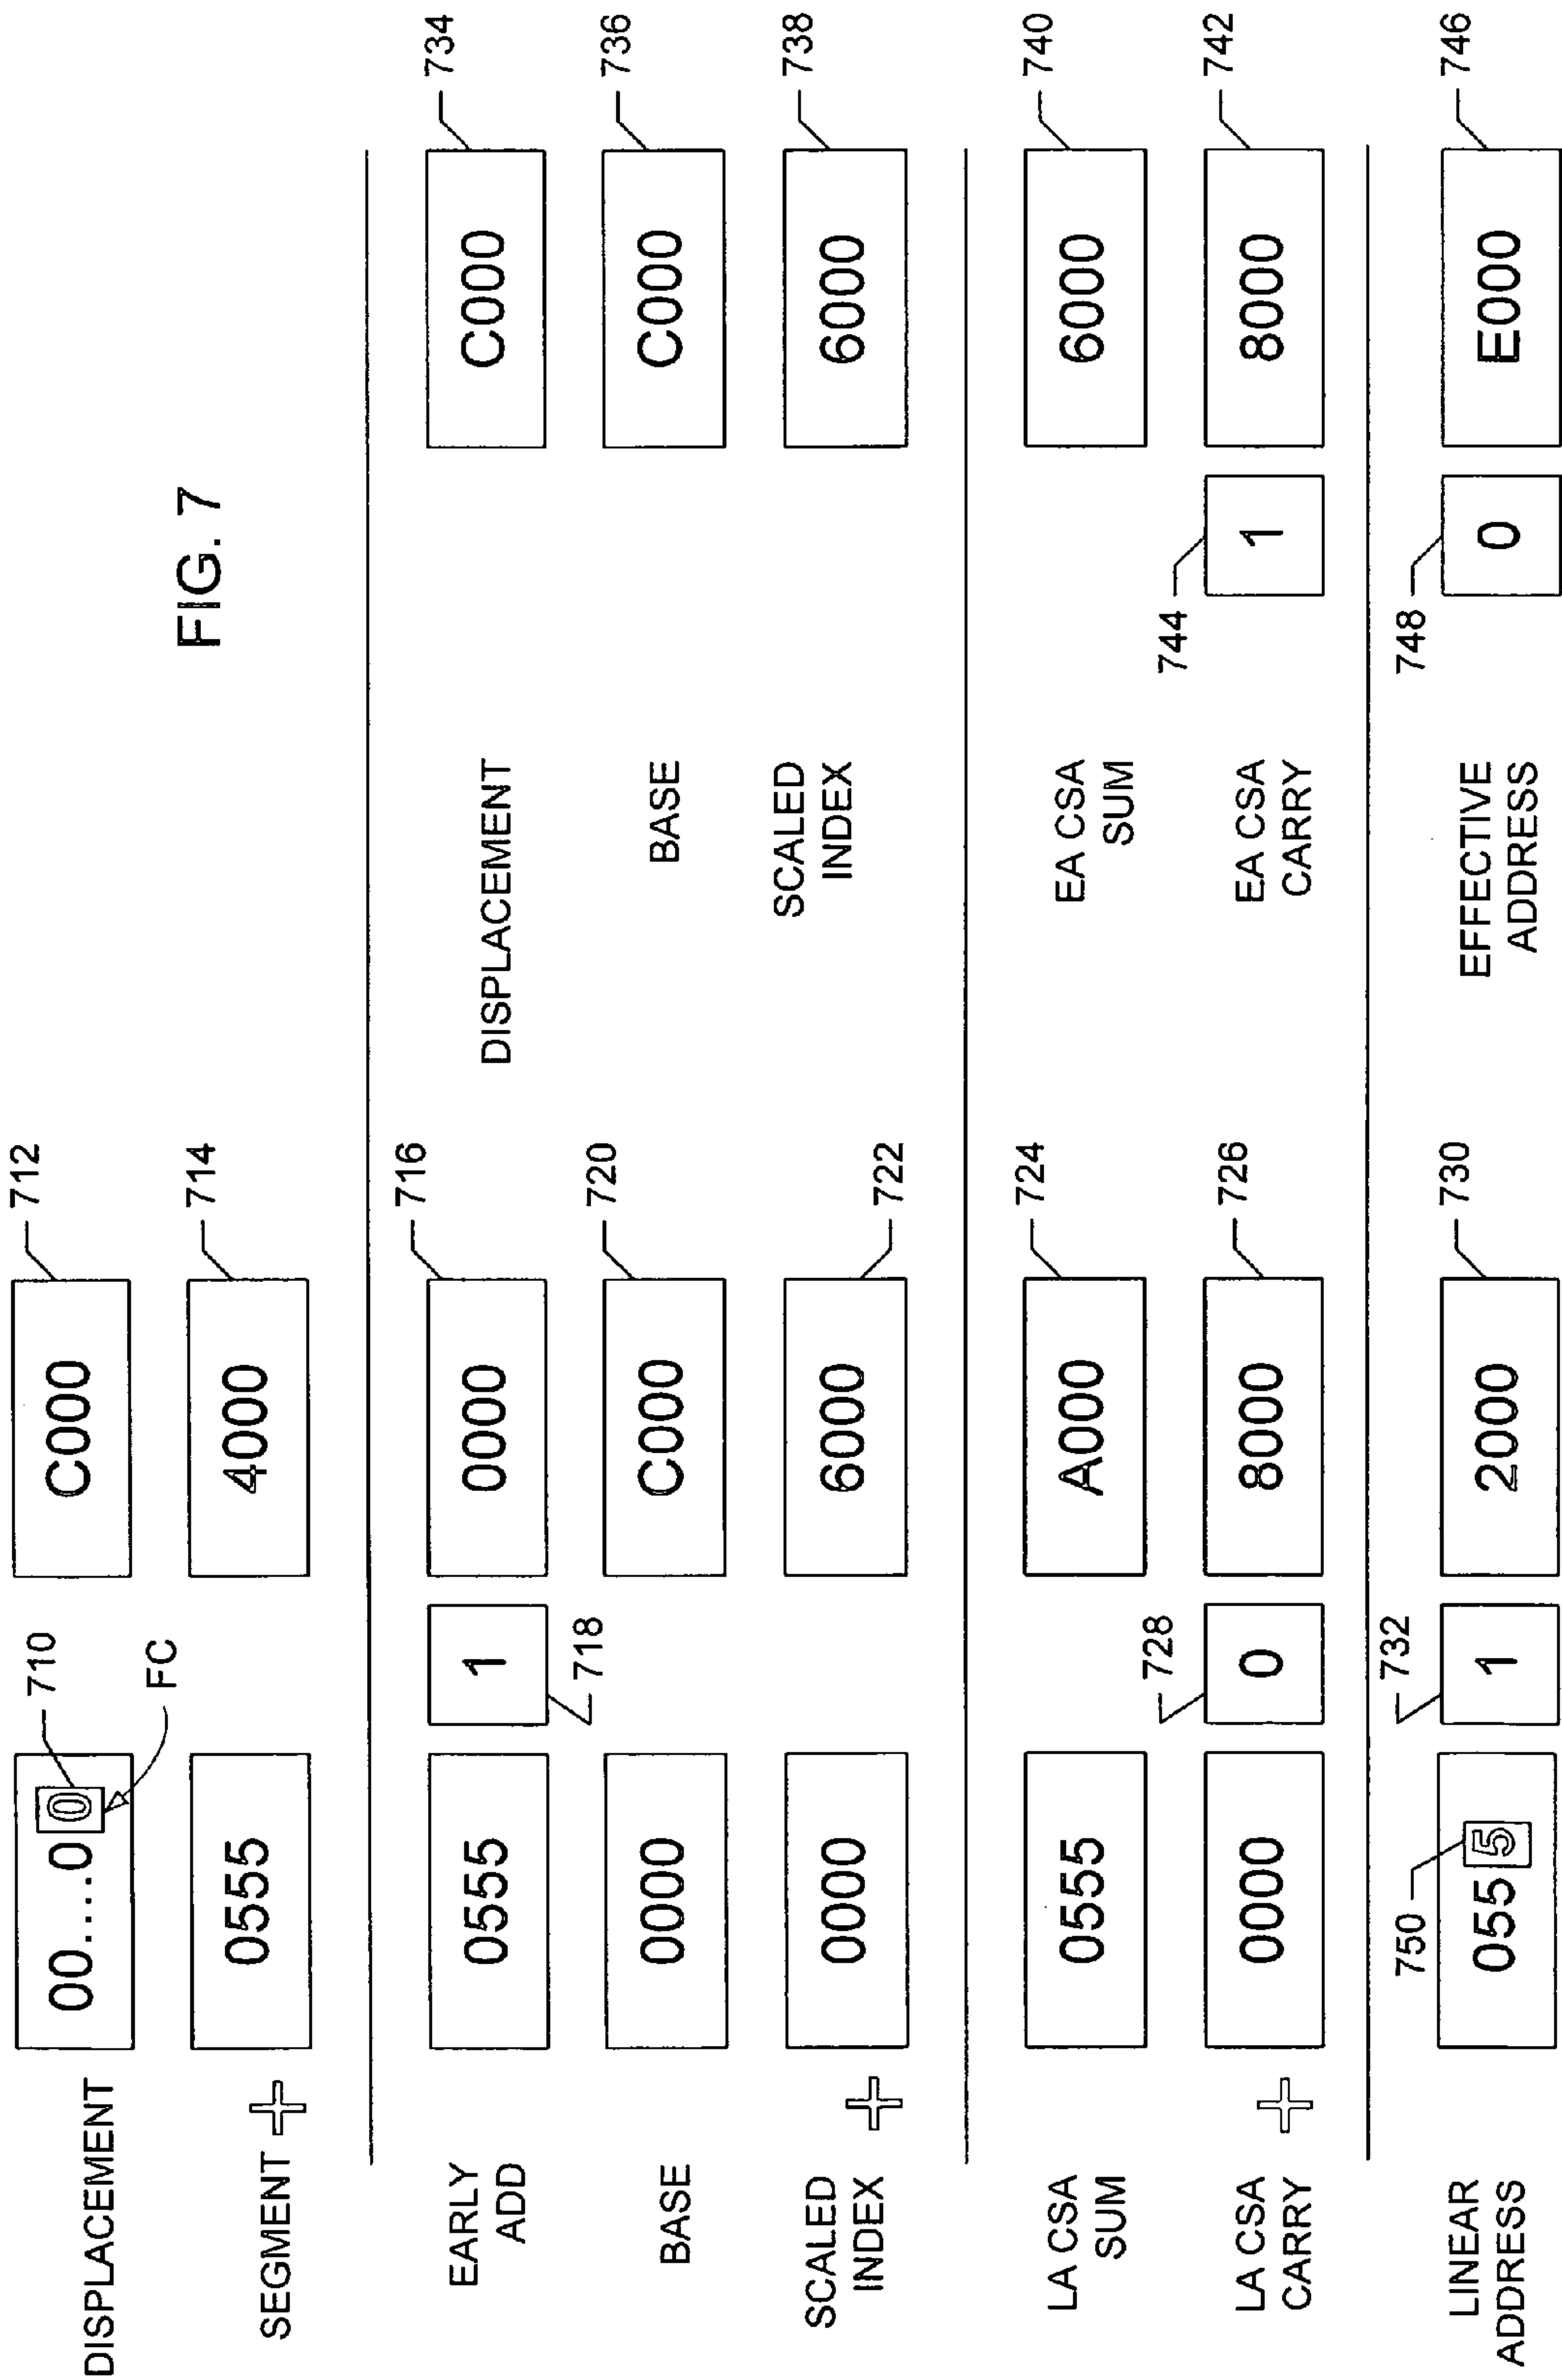 FIG. 7
DISPLACEMENT 00....0 0 C000
710
FC
712
SEGMENT + 0555 4000
714
EARLY
ADD
0555 1 0000
716
718
DISPLACEMENT C000
734
BASE 0000 C000
720
BASE C000
736
SCALED
INDEX
+ 0000 6000
722
SCALED
INDEX
6000
738
LA CSA
SUM
0555 A000
724
EA CSA
SUM
6000
740
LA CSA
CARRY
+ 0000 0 8000
728
726
EA CSA
CARRY
1 8000
744
742
LINEAR
ADDRESS
055 5 1 2000
750
732
730
EFFECTIVE
ADDRESS
0 E000
748
746